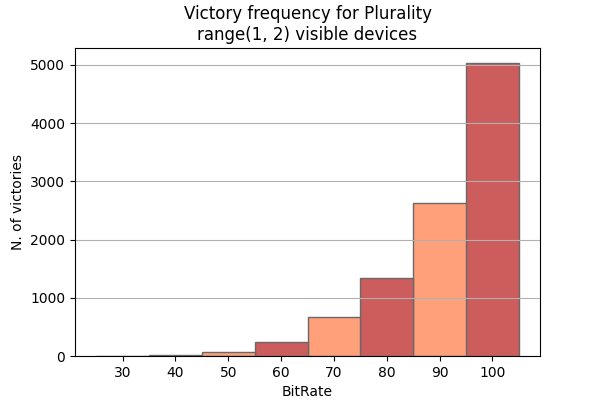 Victory frequency for Plurality
range(1, 2) visible devices
N. of victories
5000
4000
3000
2000
1000
0
30 40 50 60 70 80 90 100
BitRate